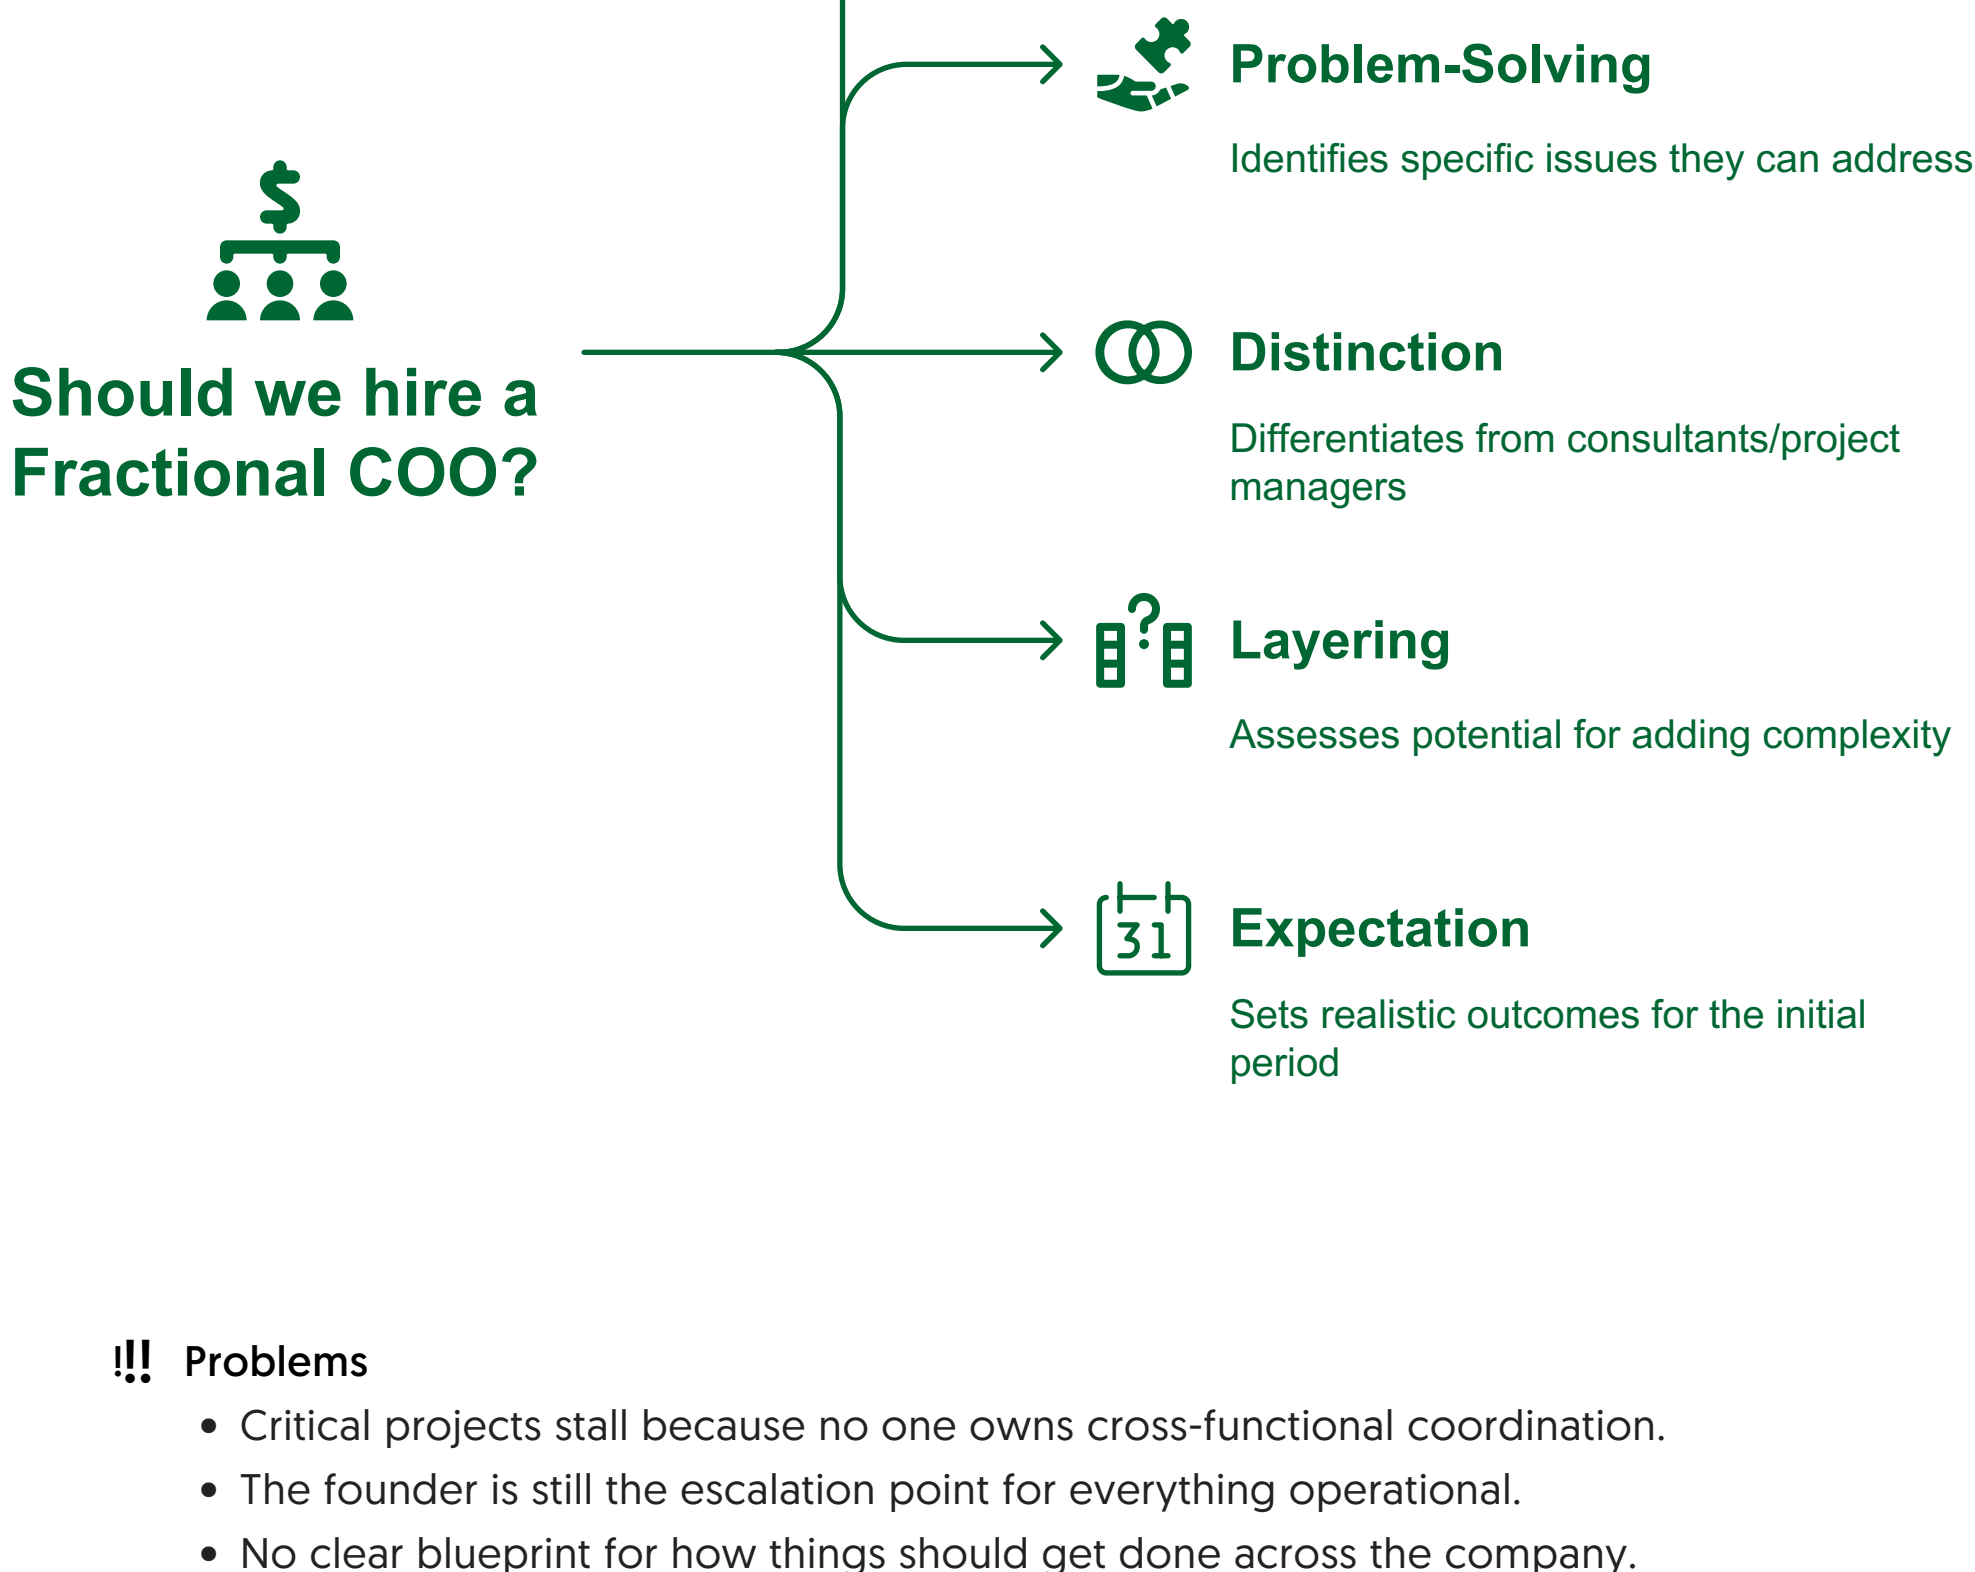 Problem-Solving
Identifies specific issues they can address
Should we hire a
Fractional COO?
Distinction
Differentiates from consultants/project
managers
Layering
Assesses potential for adding complexity
31
Expectation
Sets realistic outcomes for the initial
period
!!! Problems
• Critical projects stall because no one owns cross-functional coordination.
• The founder is still the escalation point for everything operational.
• No clear blueprint for how things should get done across the company.